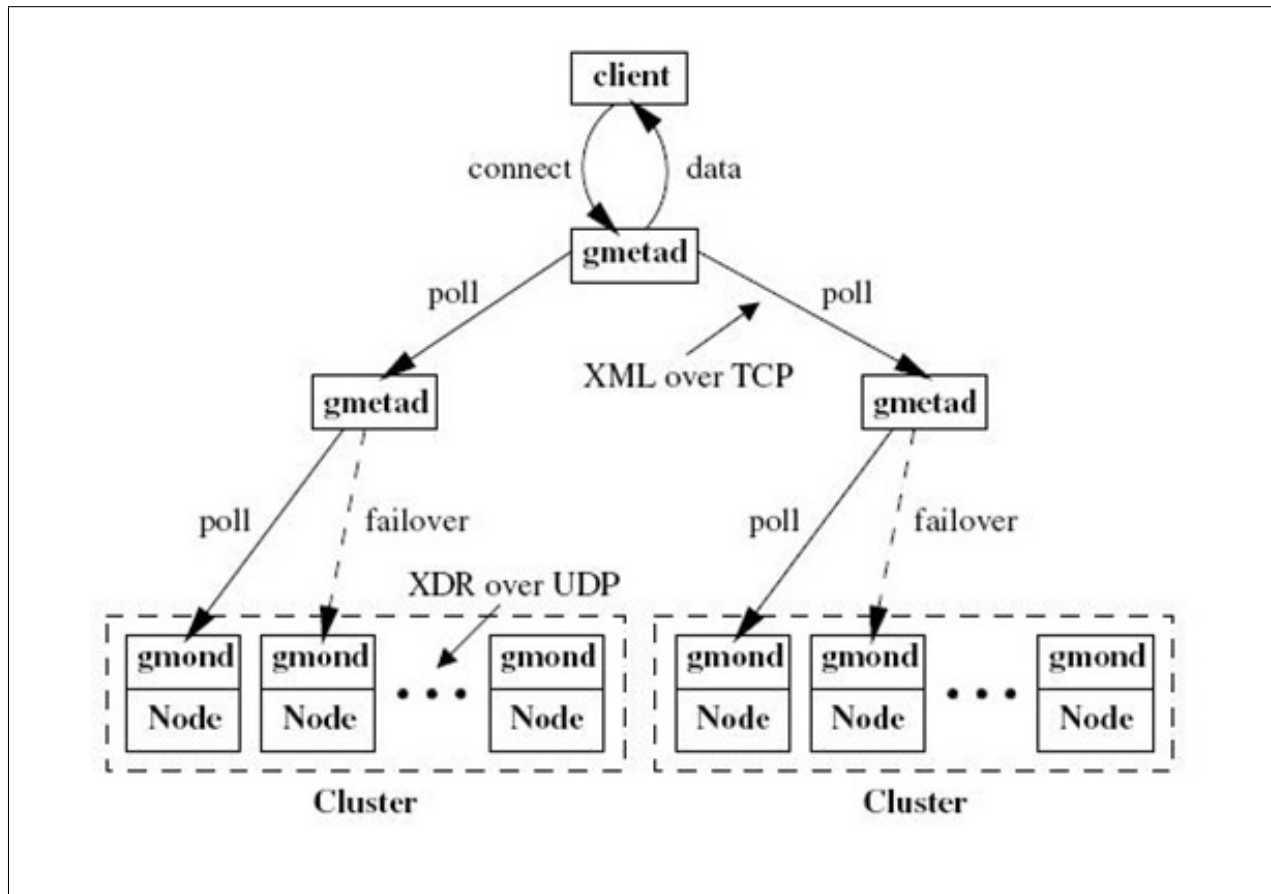 client
connect
data
gmetad
poll
poll
XML over TCP
gmetad
gmetad
poll
failover
poll
failover
XDR over UDP
gmond
gmond
gmond
gmond
gmond
gmond
Node
Node
Node
Node
Node
Node
Cluster
Cluster